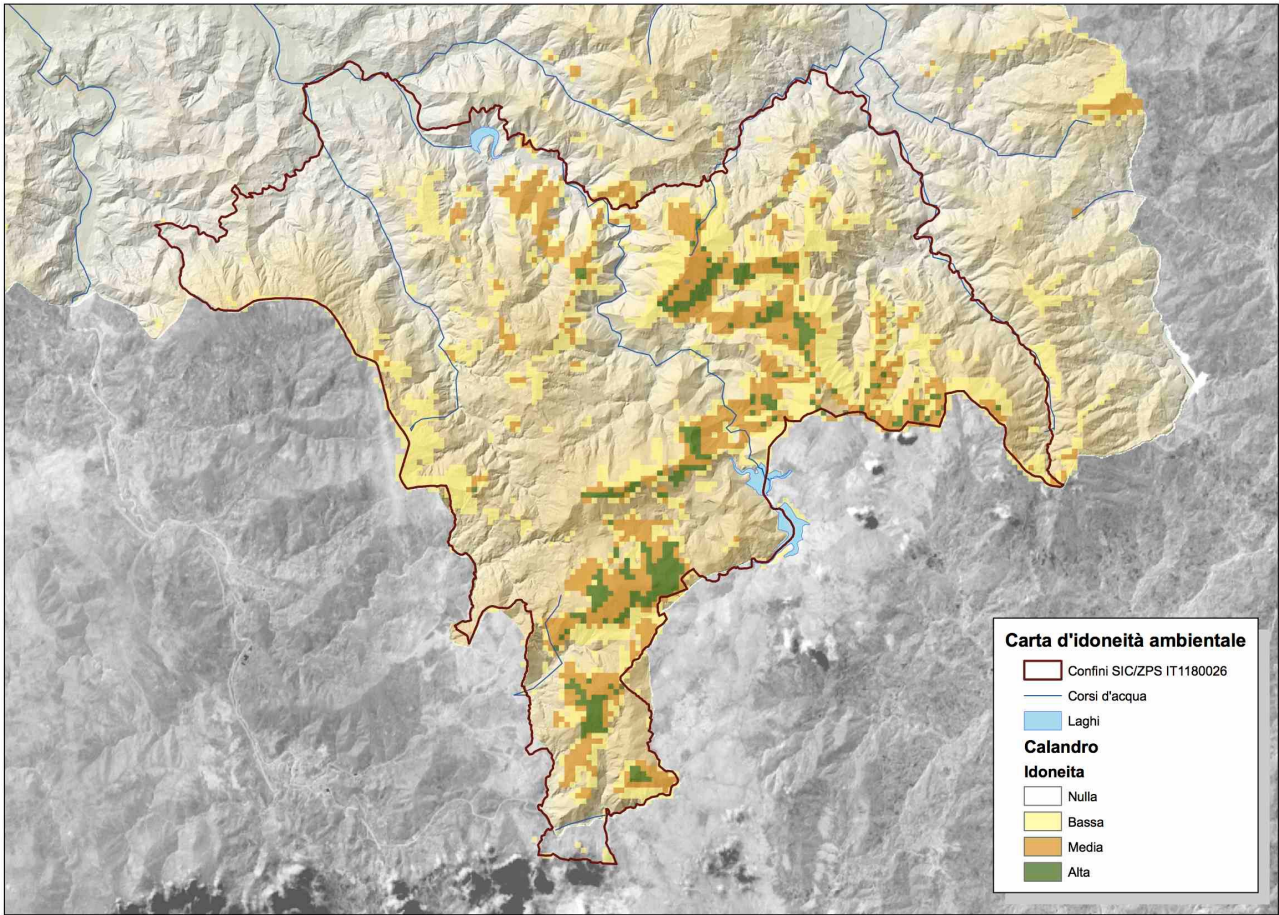 Carta d'idoneità ambientale
Confini SIC/ZPS IT1180026
Corsi d'acqua
Laghi
Calandro
Idoneita
Nulla
Bassa
Media
Alta